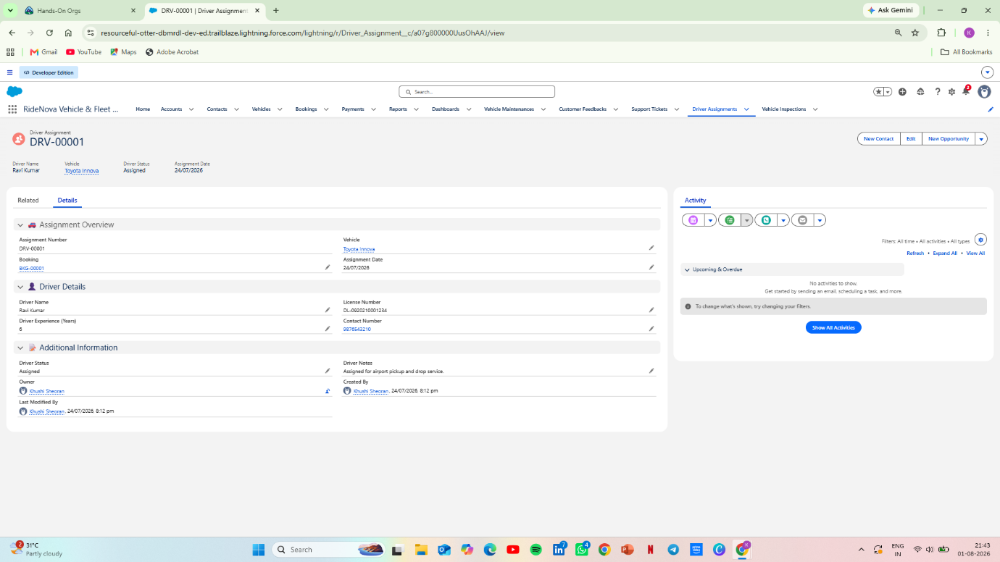 Hands-On Orgs
DRV-00001 | Driver Assignment
Ask Gemini
resourceful-otter-dbmrdl-dev-ed.trailblaze.lightning.force.com/lightning/r/Driver_Assignment__c/a07g800000UusOhAAJ/view
K
Gmail
YouTube
Maps
Adobe Acrobat
All Bookmarks
Developer Edition
Search...
2
RideNova Vehicle & Fleet ...
Home
Accounts
Contacts
Vehicles
Bookings
Payments
Reports
Dashboards
Vehicle Maintenances
Customer Feedbacks
Support Tickets
Driver Assignments
Vehicle Inspections
Driver Assignment
DRV-00001
New Contact
Edit
New Opportunity
Driver Name
Vehicle
Driver Status
Assignment Date
Ravi Kumar
Toyota Innova
Assigned
24/07/2026
Related
Details
Assignment Overview
Assignment Number
DRV-00001
Vehicle
Toyota Innova
Booking
BKG-00001
Assignment Date
24/07/2026
Driver Details
Driver Name
Ravi Kumar
License Number
DL-0920210001234
Driver Experience (Years)
6
Contact Number
9876543210
Additional Information
Driver Status
Assigned
Driver Notes
Assigned for airport pickup and drop service.
Owner
Khushi Sheoran
Created By
Khushi Sheoran, 24/07/2026, 8:12 pm
Last Modified By
Khushi Sheoran, 24/07/2026, 8:12 pm
Activity
Filters: All time • All activities • All types
Refresh • Expand All • View All
Upcoming & Overdue
No activities to show.
Get started by sending an email, scheduling a task, and more.
To change what's shown, try changing your filters.
Show All Activities
2
31°C
Partly cloudy
Search
7
4
K
ENG
IN
21:43
01-08-2026